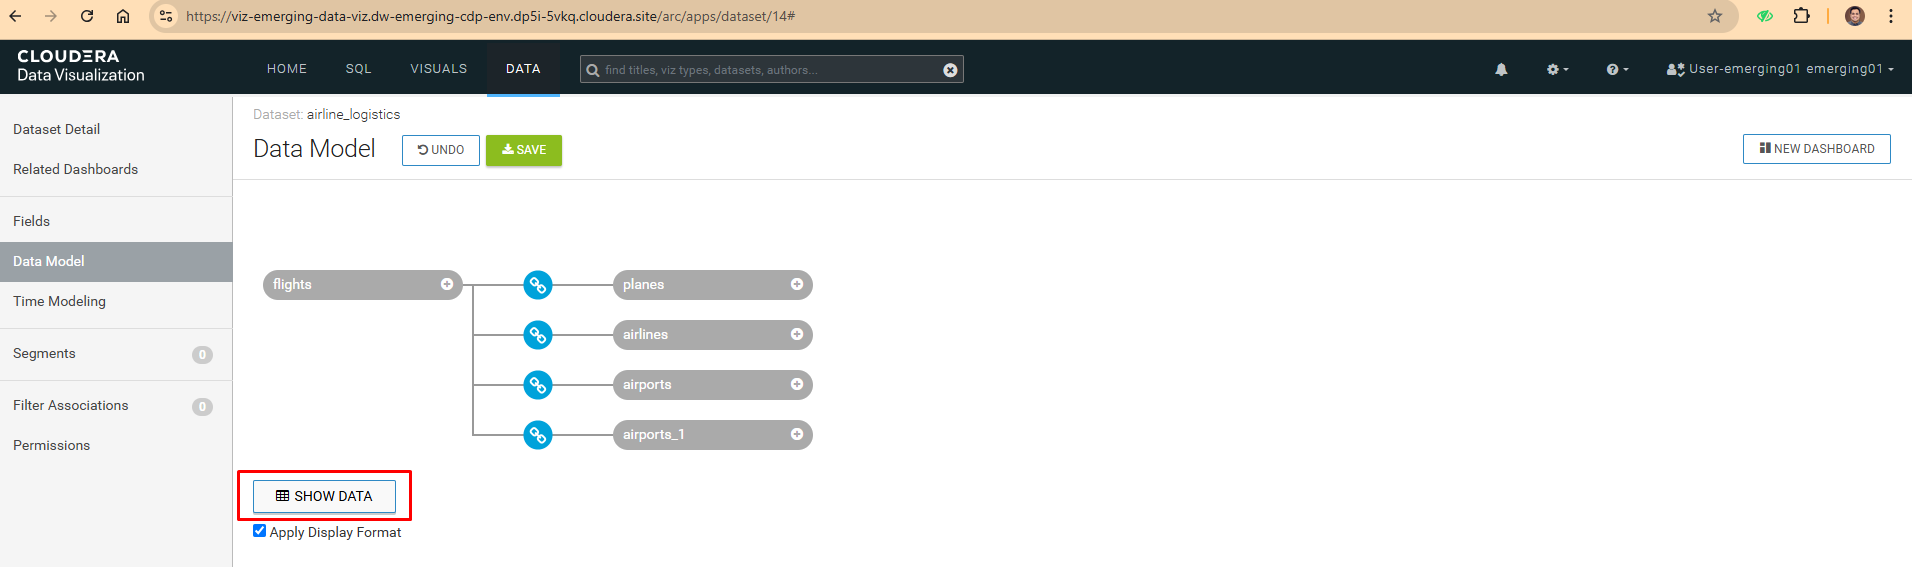 https://viz-emerging-data-viz.dw-emerging-cdp-env.dp5i-5vkq.cloudera.site/arc/apps/dataset/14#
CLOUDERA
Data Visualization
HOME SQL VISUALS DATA find titles, viz types, datasets, authors... User-emerging01 emerging01
Dataset Detail
Related Dashboards
Fields
Data Model
Time Modeling
Segments 0
Filter Associations 0
Permissions
Dataset: airline_logistics
Data Model UNDO SAVE NEW DASHBOARD
flights planes
airlines
airports
airports_1
SHOW DATA
Apply Display Format